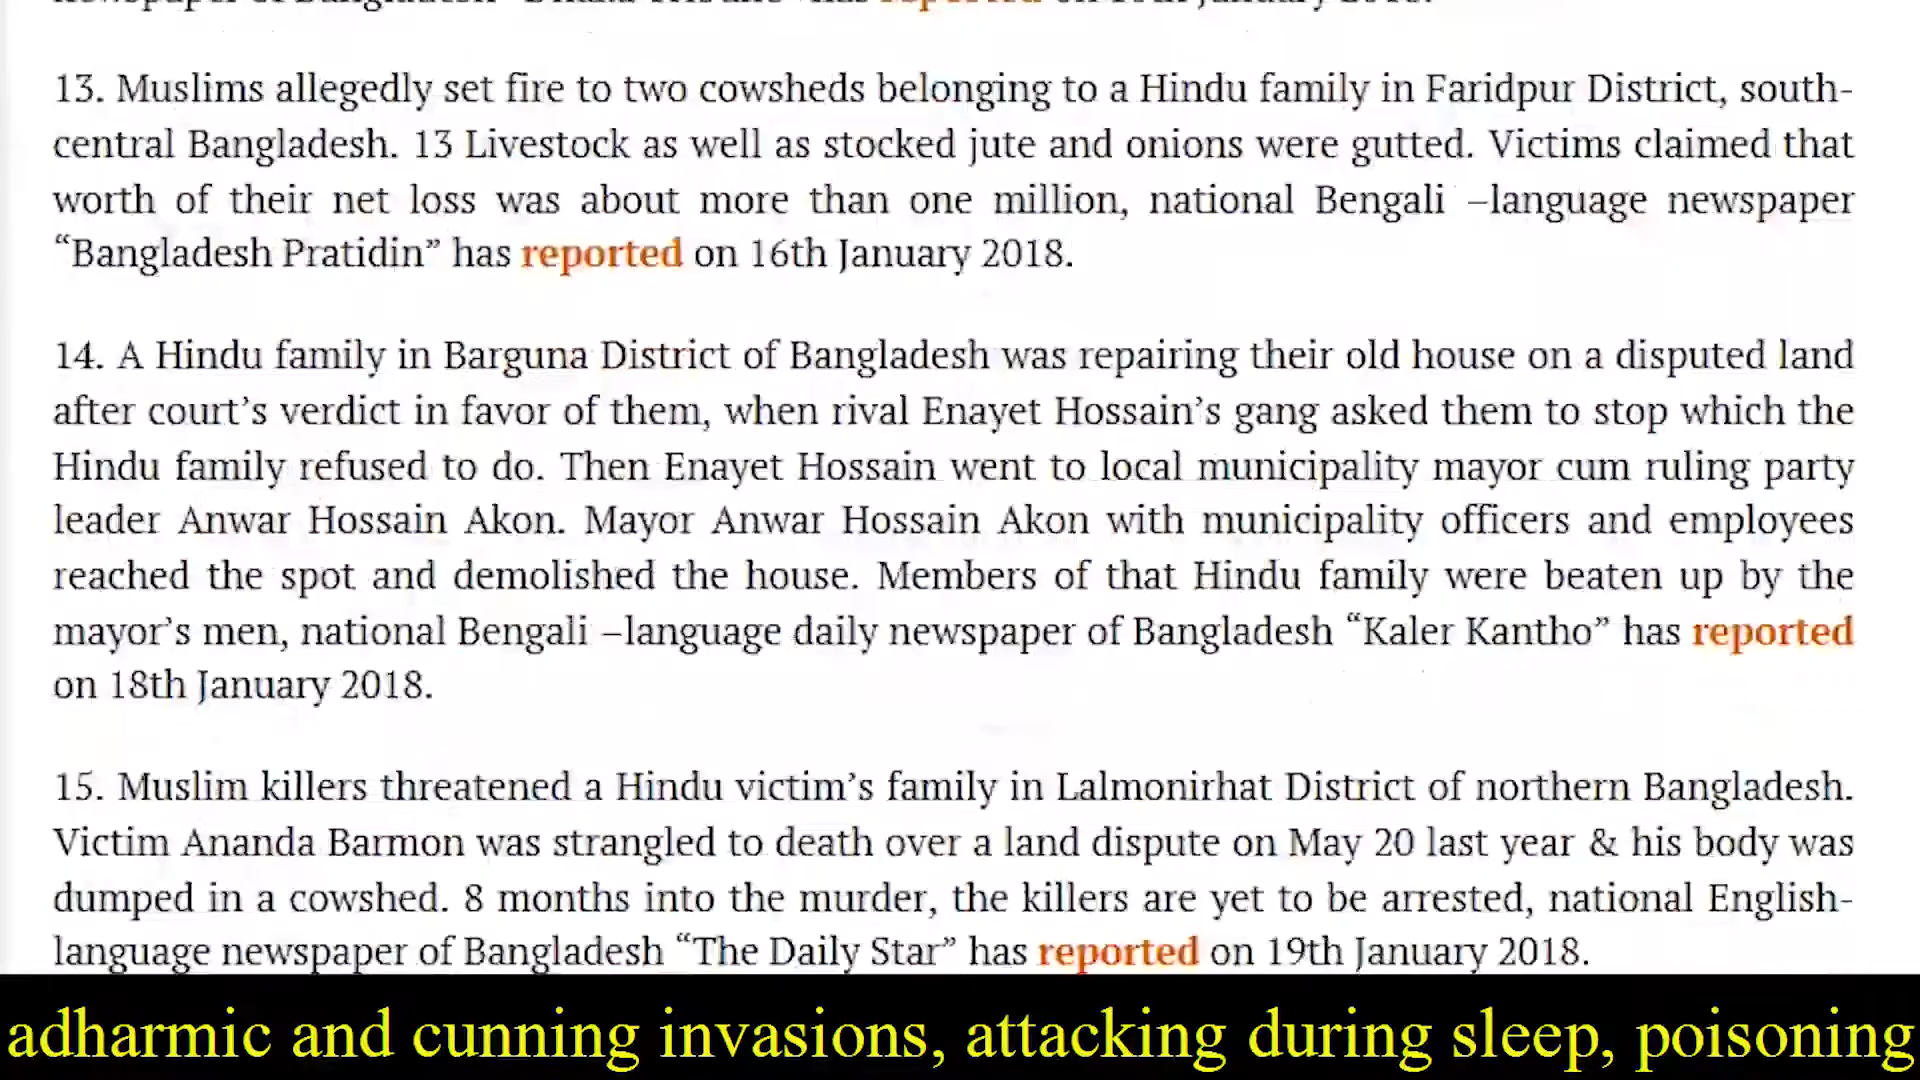 newspaper of Bangladesh “Dhaka Tribune” has reported on 16th January 2018.
13. Muslims allegedly set fire to two cowsheds belonging to a Hindu family in Faridpur District, south-
central Bangladesh. 13 Livestock as well as stocked jute and onions were gutted. Victims claimed that
worth of their net loss was about more than one million, national Bengali –language newspaper
“Bangladesh Pratidin” has reported on 16th January 2018.
14. A Hindu family in Barguna District of Bangladesh was repairing their old house on a disputed land
after court’s verdict in favor of them, when rival Enayet Hossain’s gang asked them to stop which the
Hindu family refused to do. Then Enayet Hossain went to local municipality mayor cum ruling party
leader Anwar Hossain Akon. Mayor Anwar Hossain Akon with municipality officers and employees
reached the spot and demolished the house. Members of that Hindu family were beaten up by the
mayor’s men, national Bengali –language daily newspaper of Bangladesh “Kaler Kantho” has reported
on 18th January 2018.
15. Muslim killers threatened a Hindu victim’s family in Lalmonirhat District of northern Bangladesh.
Victim Ananda Barmon was strangled to death over a land dispute on May 20 last year & his body was
dumped in a cowshed. 8 months into the murder, the killers are yet to be arrested, national English-
language newspaper of Bangladesh “The Daily Star” has reported on 19th January 2018.
adharmic and cunning invasions, attacking during sleep, poisoning